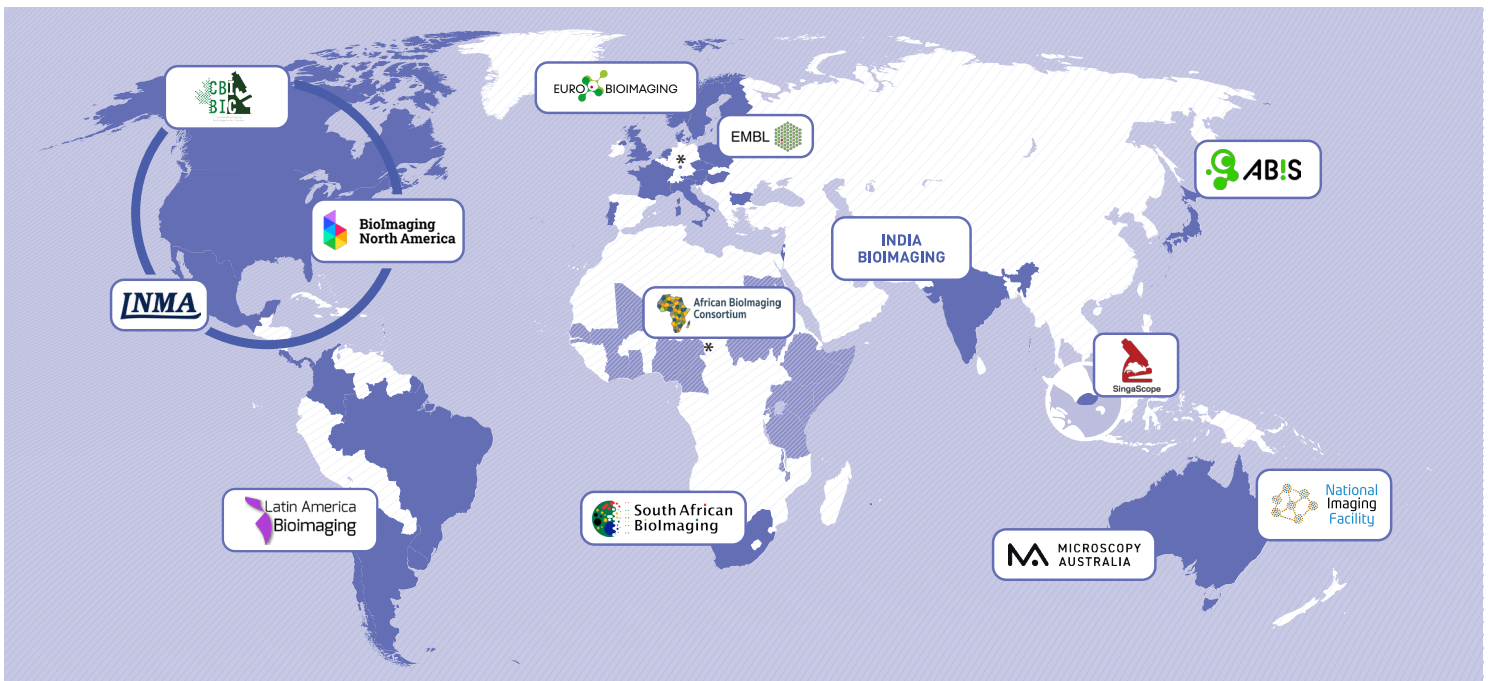 CBI
BIC
EURO BIOIMAGING
EMBL
*
AB!S
BioImaging
North America
INDIA
BIOIMAGING
INMA
African BioImaging
Consortium
*
SingaScope
Latin America
Bioimaging
South African
BioImaging
National
Imaging
Facility
MICROSCOPY
AUSTRALIA